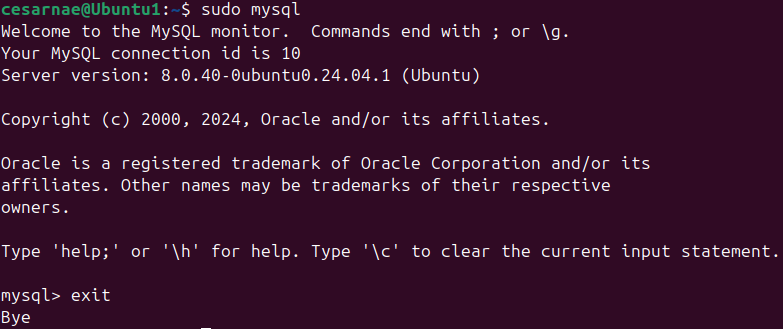 cesarnae@Ubuntu1:~$ sudo mysql
Welcome to the MySQL monitor.  Commands end with ; or \g.
Your MySQL connection id is 10
Server version: 8.0.40-0ubuntu0.24.04.1 (Ubuntu)

Copyright (c) 2000, 2024, Oracle and/or its affiliates.

Oracle is a registered trademark of Oracle Corporation and/or its
affiliates. Other names may be trademarks of their respective
owners.

Type 'help;' or '\h' for help. Type '\c' to clear the current input statement.

mysql> exit
Bye